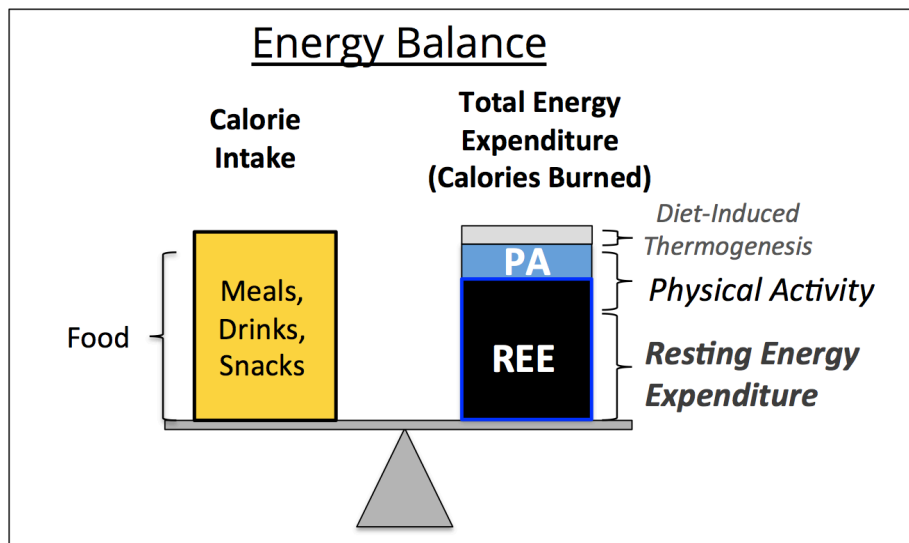 Energy Balance
Calorie
Intake
Total Energy
Expenditure
(Calories Burned)
Diet-Induced
Thermogenesis
PA
Physical Activity
Meals,
Drinks,
Snacks
Food
REE
Resting Energy
Expenditure